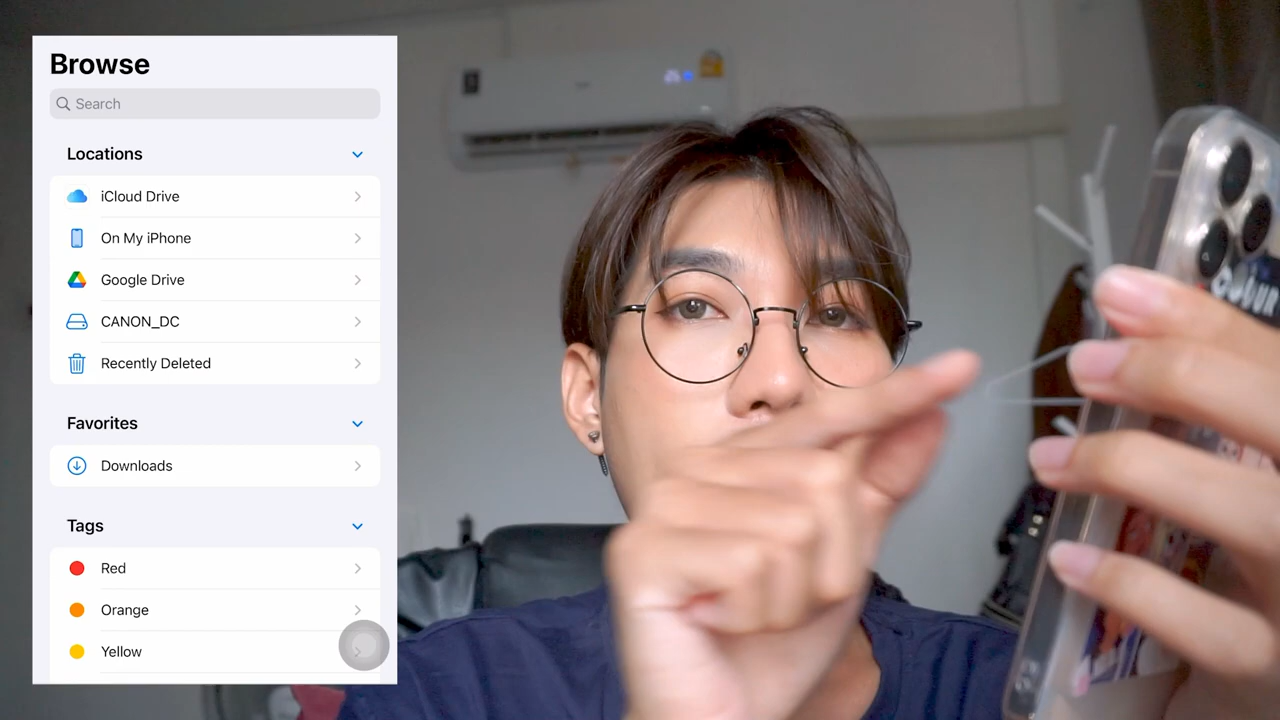 Browse
Search
Locations
iCloud Drive
On My iPhone
Google Drive
CANON_DC
Recently Deleted
Favorites
Downloads
Tags
Red
Orange
Yellow